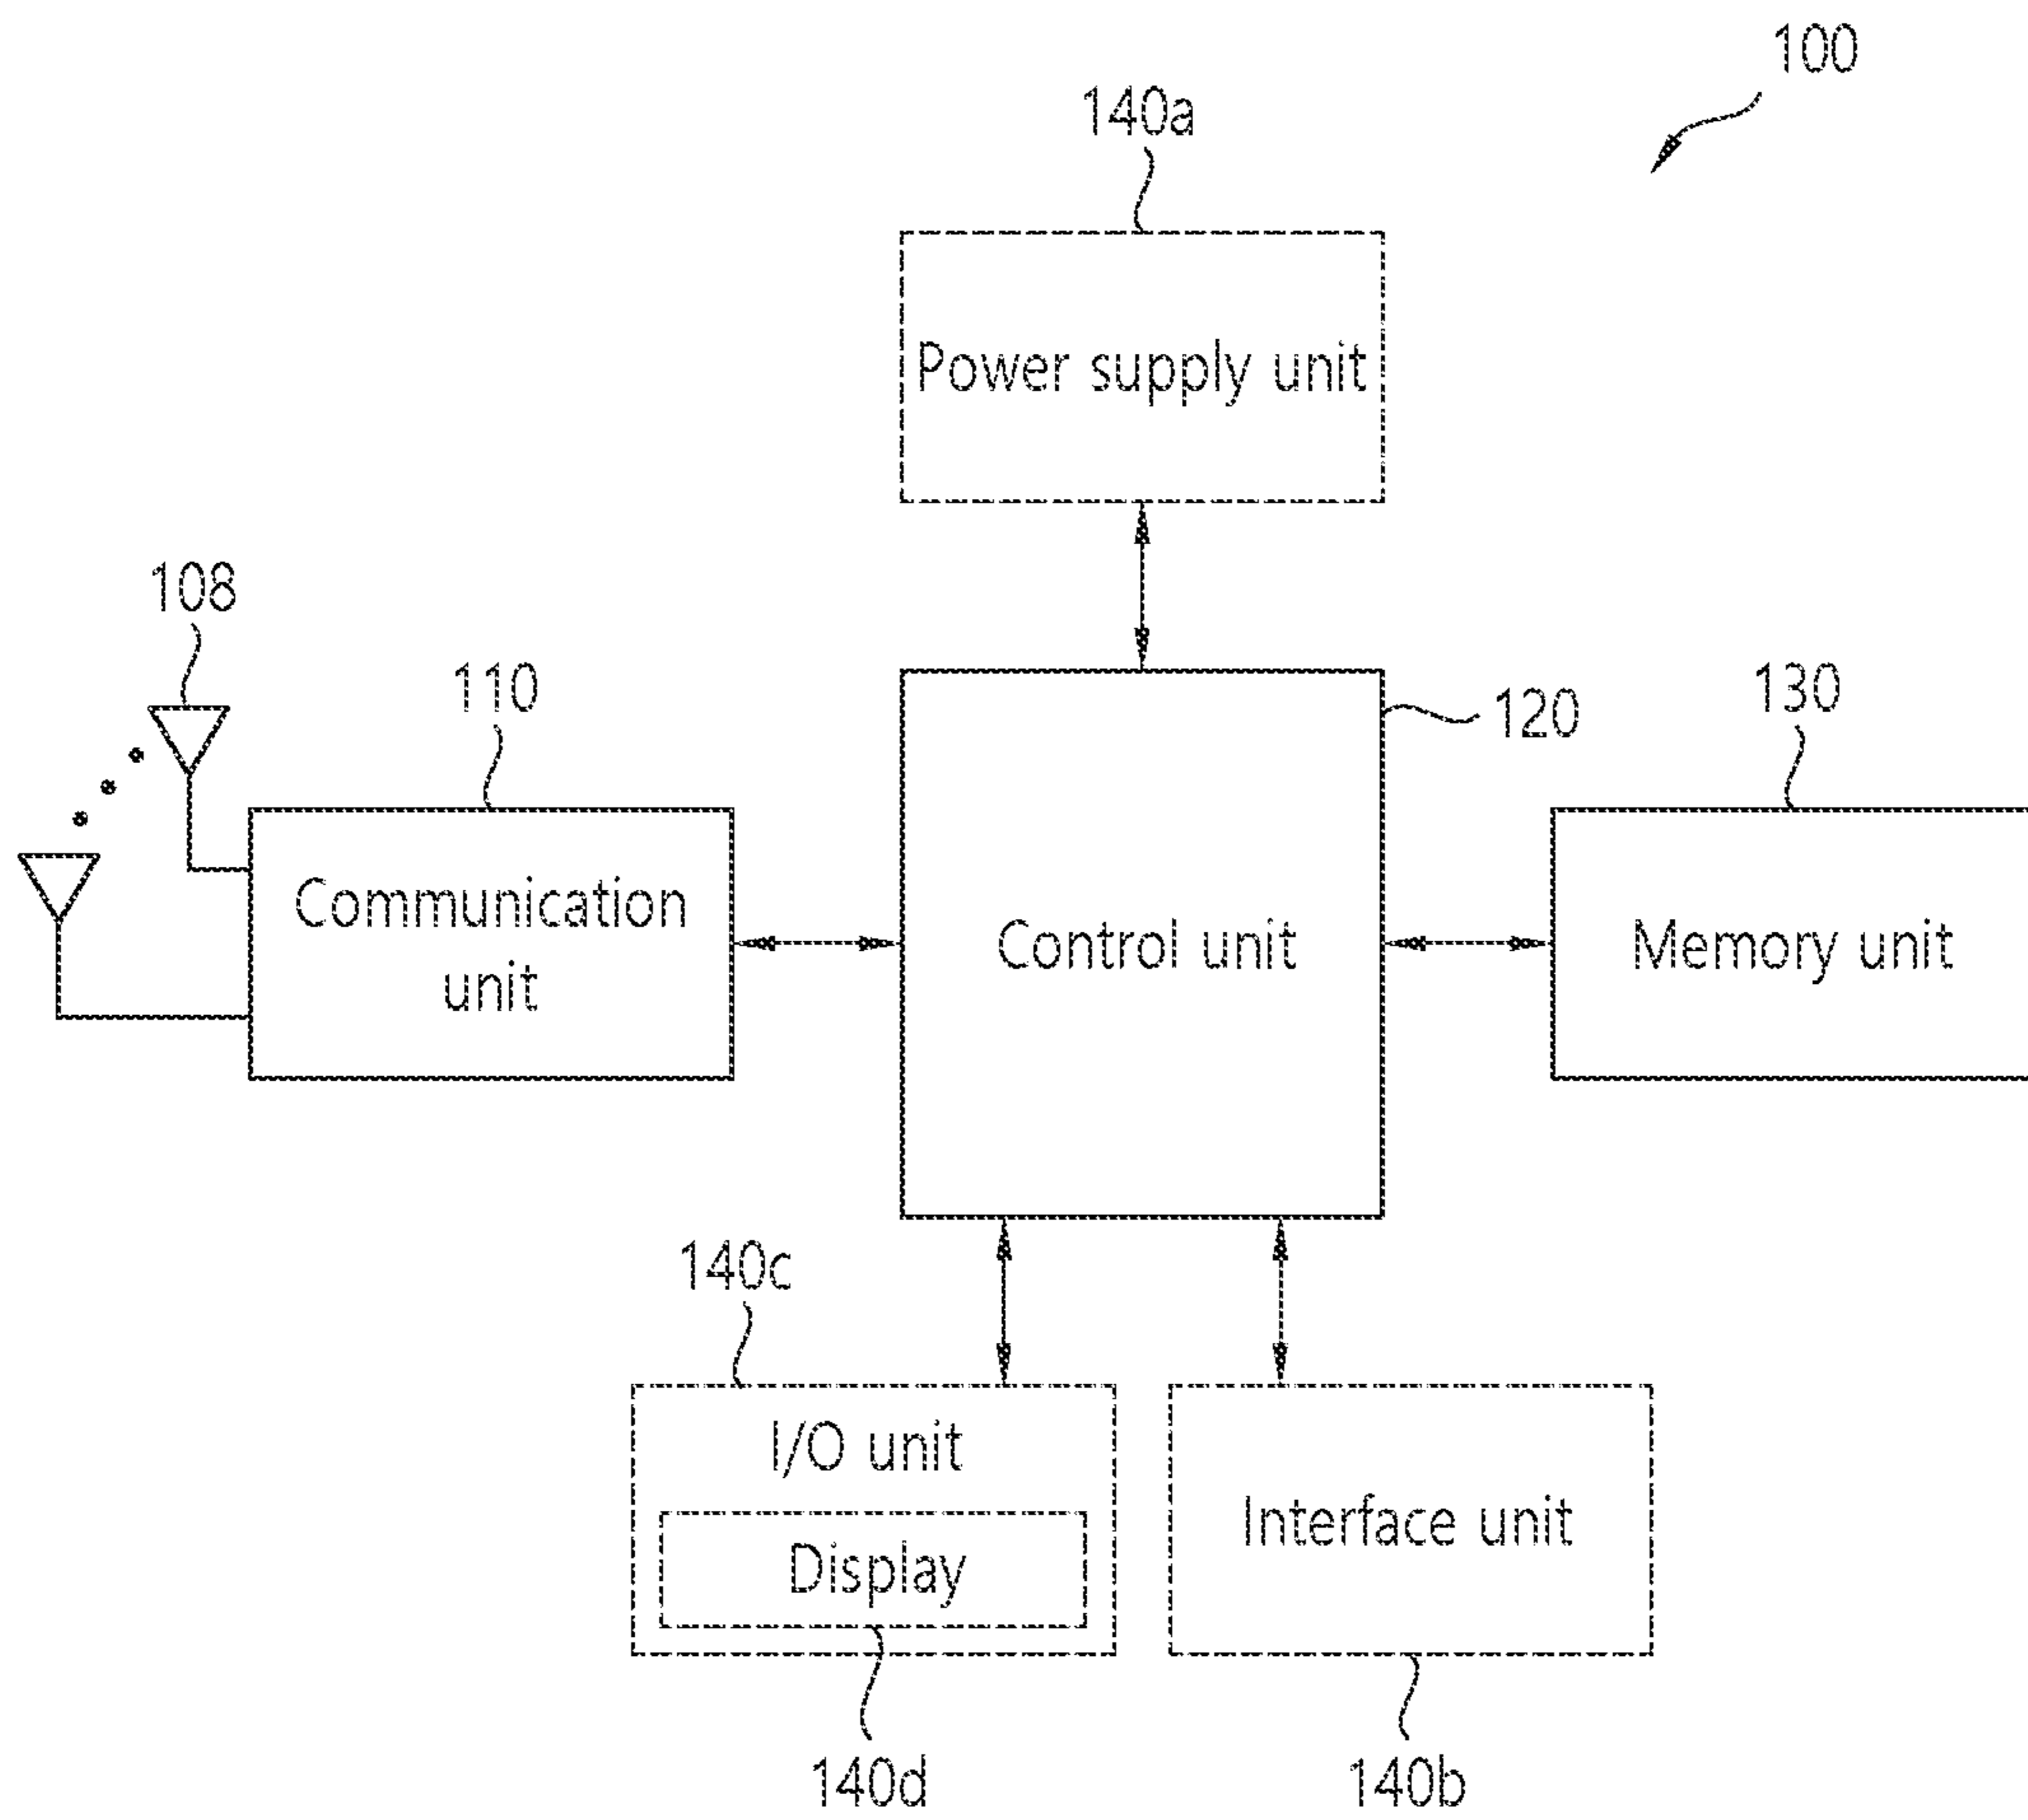 100
140a
Power supply unit
108
110
120
130
Communication
unit
Control unit
Memory unit
140c
I/O unit
Display
Interface unit
140d
140b